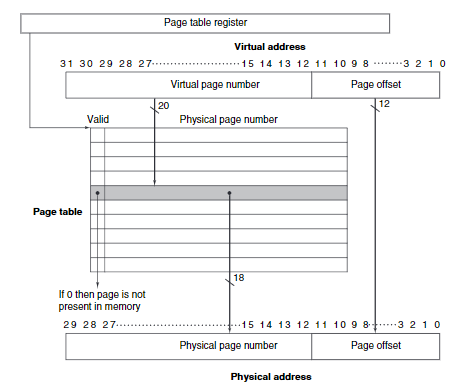 Page table register
Virtual address
31 30 29 28 27·············15 14 13 12 11 10 9 8 ······3 2 1 0
Virtual page number Page offset
20 12
Valid Physical page number
Page table
18
If 0 then page is not
present in memory
29 28 27·············15 14 13 12 11 10 9 8······3 2 1 0
Physical page number Page offset
Physical address